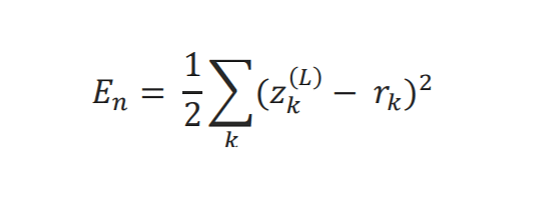 E_n = \frac{1}{2} \sum_k (z_k^{(L)} - r_k)^2